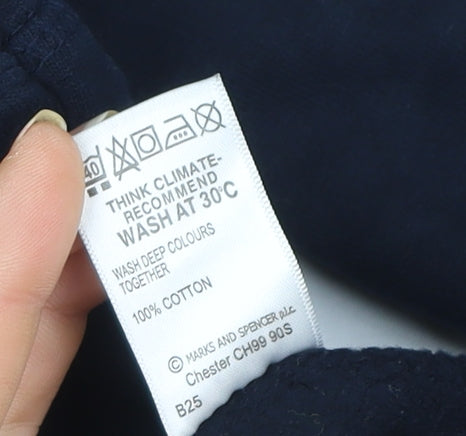 40
THINK CLIMATE-
RECOMMEND
WASH AT 30°C
WASH DEEP COLOURS
TOGETHER
100% COTTON
© MARKS AND SPENCER p.l.c.
Chester CH99 9QS
B25